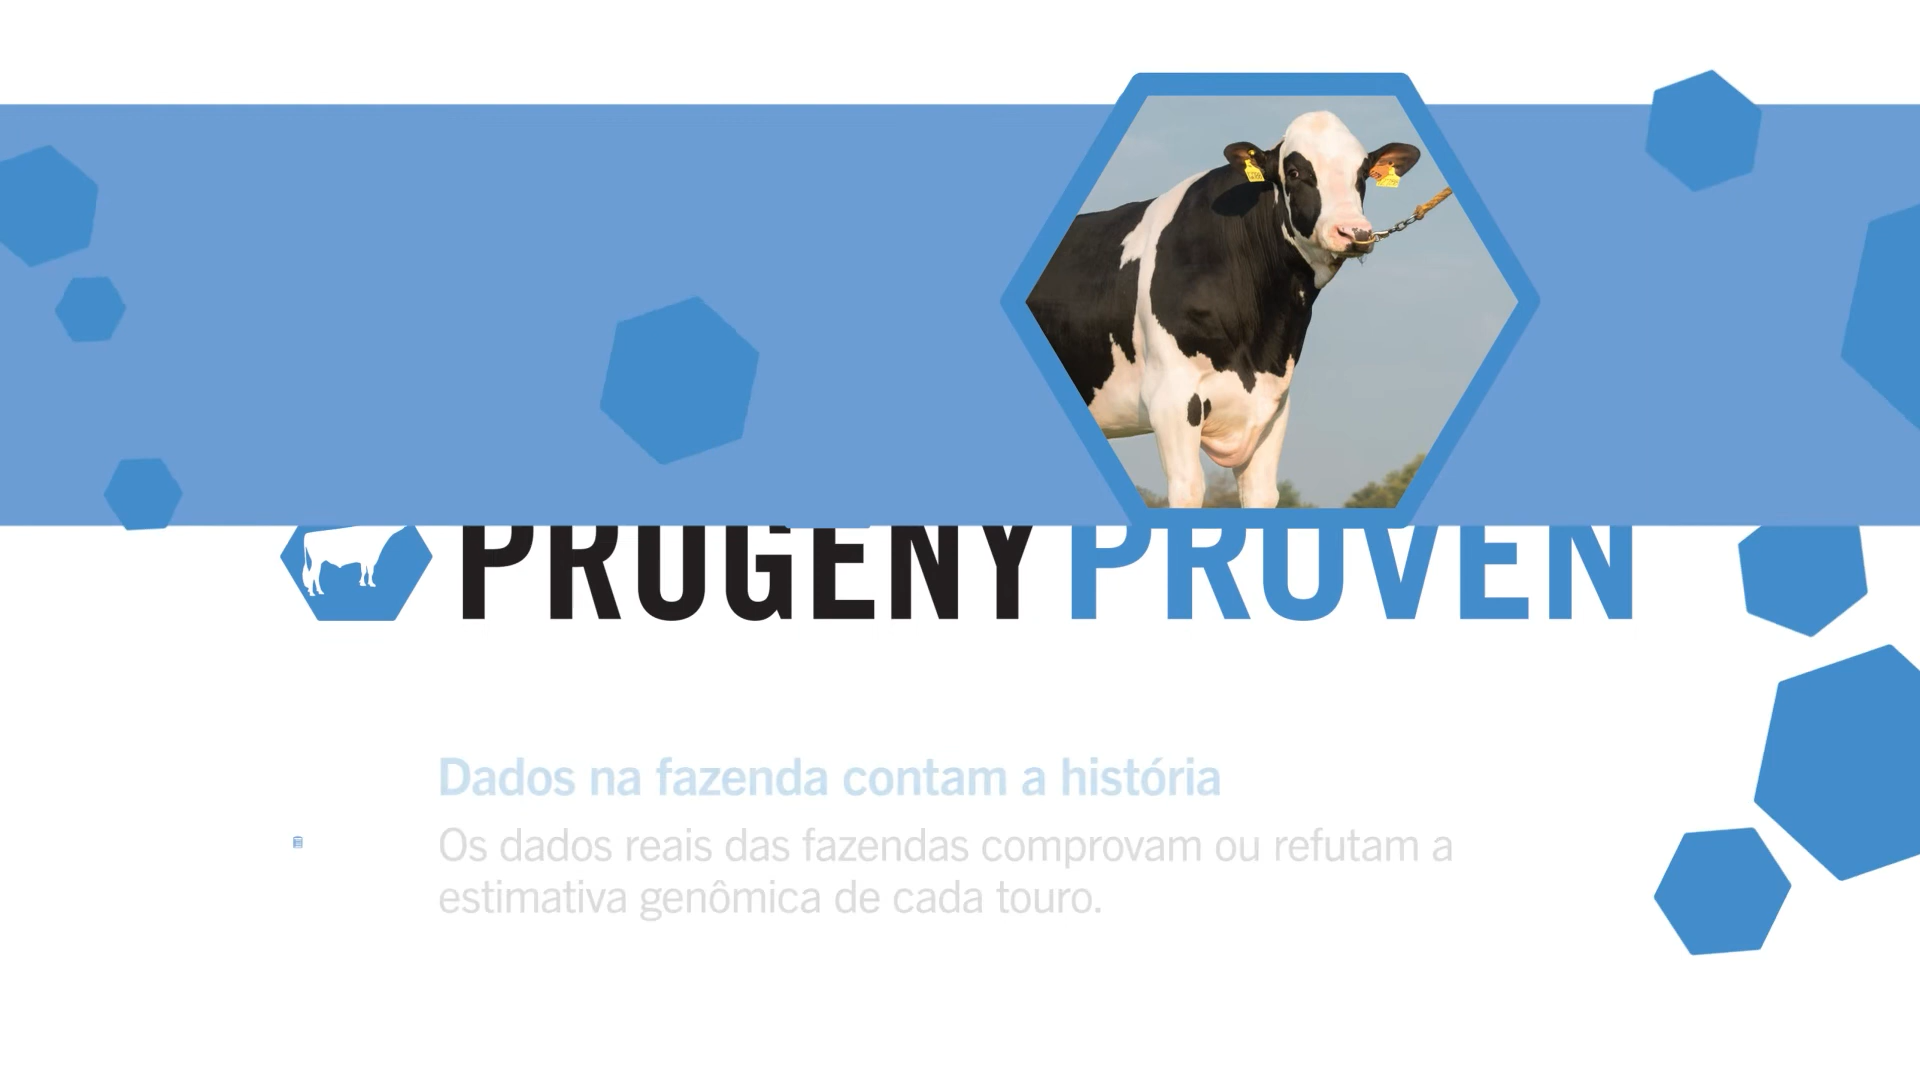 PROGENY PROVEN
Dados na fazenda contam a história
Os dados reais das fazendas comprovam ou refutam a
estimativa genômica de cada touro.